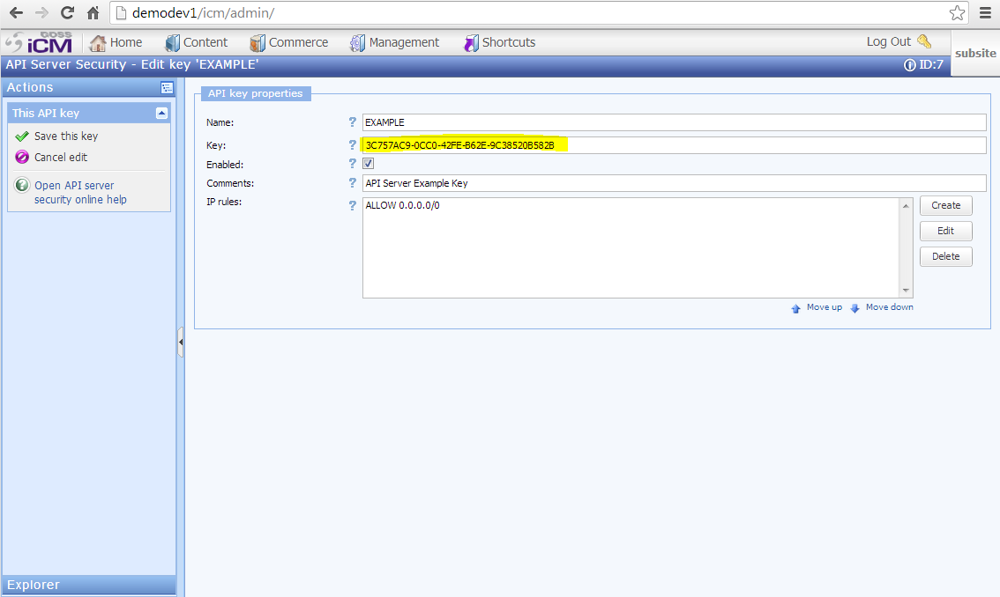 demodev1/icm/admin/
GOSS iCM Home Content Commerce Management Shortcuts Log Out
subsite
API Server Security - Edit key 'EXAMPLE' ID:7
Actions
This API key
Save this key
Cancel edit
Open API server
security online help
API key properties
Name: ? EXAMPLE
Key: ? 3C757AC9-0CC0-42FE-B62E-9C38520B582B
Enabled: ?
Comments: ? API Server Example Key
IP rules: ? ALLOW 0.0.0.0/0
Create
Edit
Delete
Move up Move down
Explorer